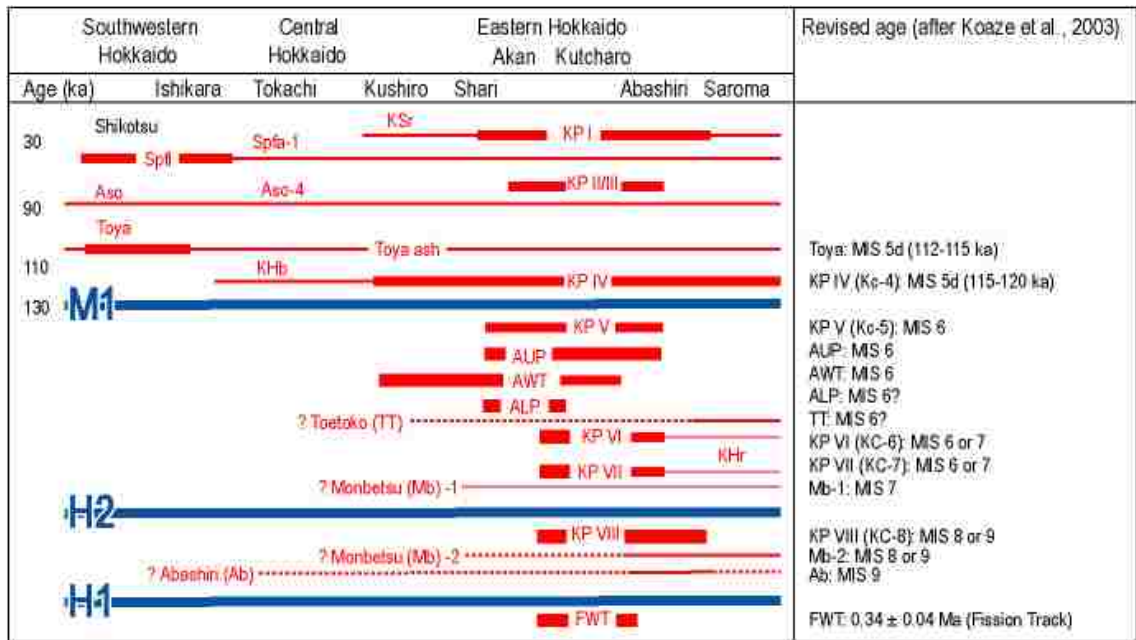 Southwestern Hokkaido
Central Hokkaido
Eastern Hokkaido
Akan Kutcharo
Revised age (after Koaze et al., 2003)
Age (ka) Ishikara Tokachi Kushiro Shari Abashiri Saroma
KSr
30 Shikotsu Spfa-1 KP I
Spfl
KP II/III
Aso Aso-4
90
Toya
Toya ash Toya: MIS 5d (112-115 ka)
110 KHb
KP IV KP IV (Kc-4): MIS 5d (115-120 ka)
130 M1
KP V KP V (Kc-5): MIS 6
AUP AUP: MIS 6
AWT AWT: MIS 6
ALP ALP: MIS 6?
? Toetoko (TT) TT: MIS 6?
KP VI KP VI (KC-6): MIS 6 or 7
KHr
KP VII KP VII (KC-7): MIS 6 or 7
? Monbetsu (Mb) -1 Mb-1: MIS 7
H2
KP VIII KP VIII (KC-8): MIS 8 or 9
? Monbetsu (Mb) -2 Mb-2: MIS 8 or 9
? Abashiri (Ab) Ab: MIS 9
H1
FWT FWT: 0.34 ± 0.04 Ma (Fission Track)